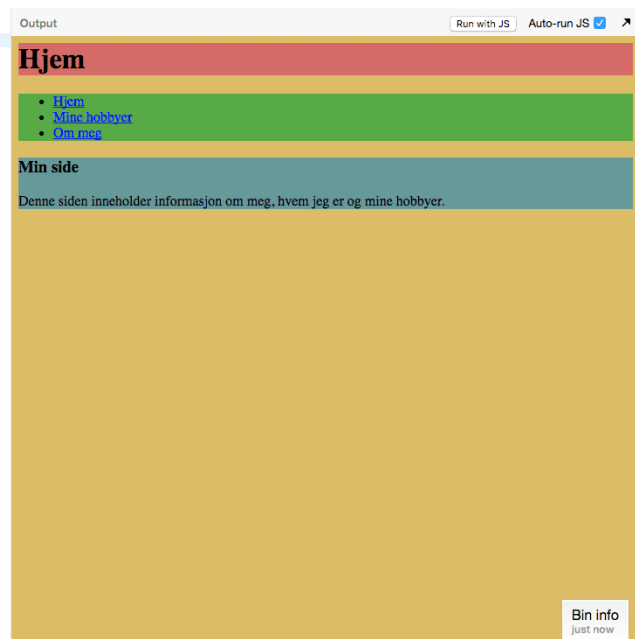 Output Run with JS Auto-run JS
Hjem
Hjem
Mine hobbyer
Om meg
Min side
Denne siden inneholder informasjon om meg, hvem jeg er og mine hobbyer.
Bin info
just now